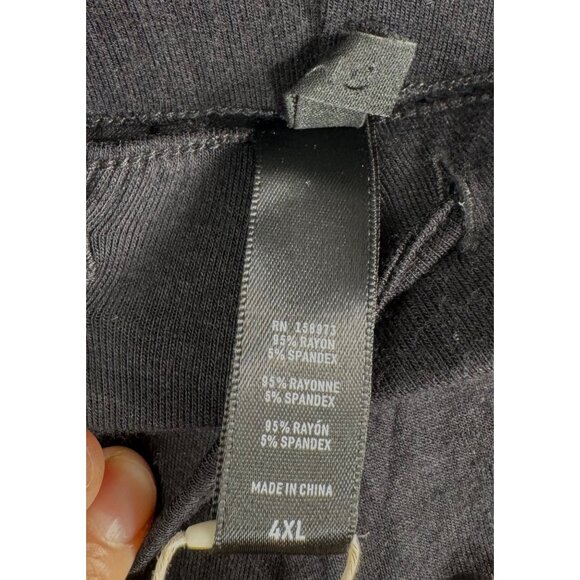 RN 158973
95% RAYON
5% SPANDEX
95% RAYONNE
5% SPANDEX
95% RAYÓN
5% SPANDEX
MADE IN CHINA
4XL